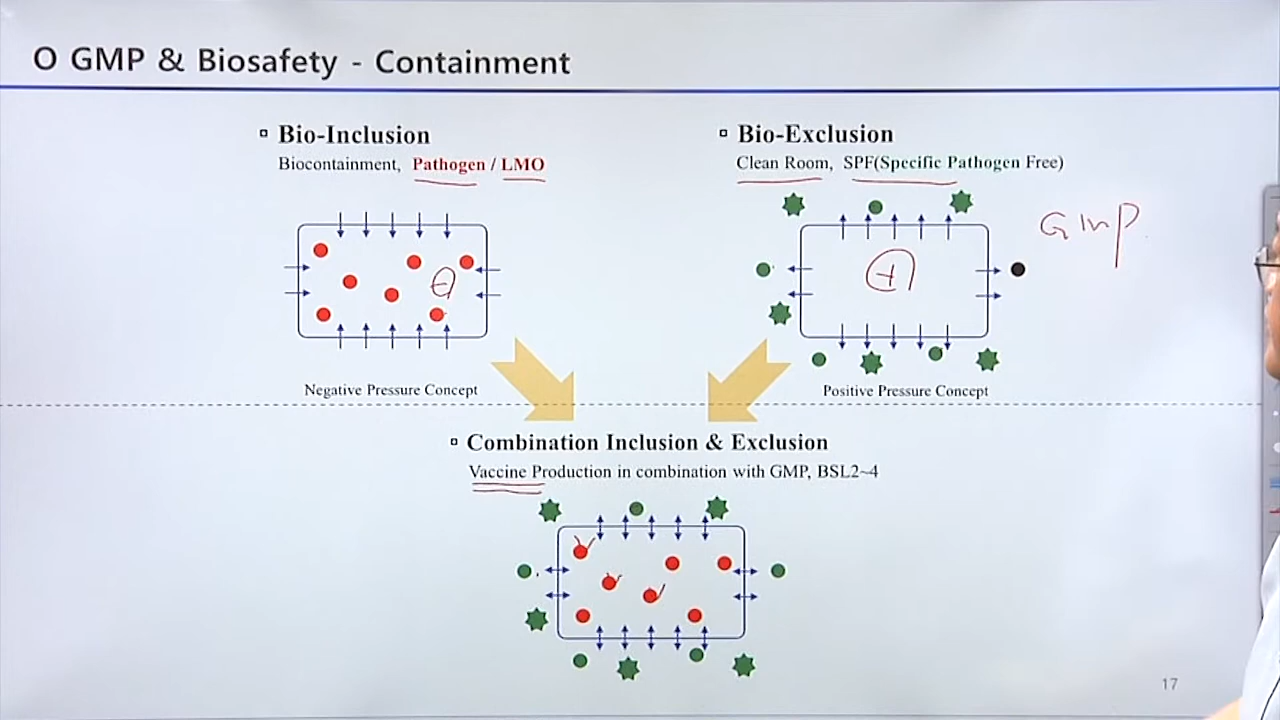 O GMP & Biosafety - Containment
▫ Bio-Inclusion
Biocontainment, Pathogen / LMO
⊖
Negative Pressure Concept
▫ Bio-Exclusion
Clean Room, SPF(Specific Pathogen Free)
GMP
⊕
Positive Pressure Concept
▫ Combination Inclusion & Exclusion
Vaccine Production in combination with GMP, BSL2~4
17